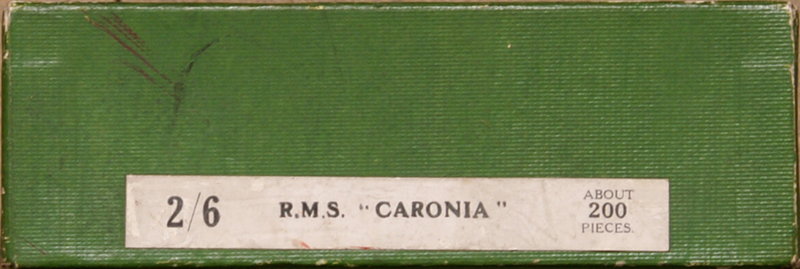 2/6
R.M.S. "CARONIA"
ABOUT
200
PIECES.